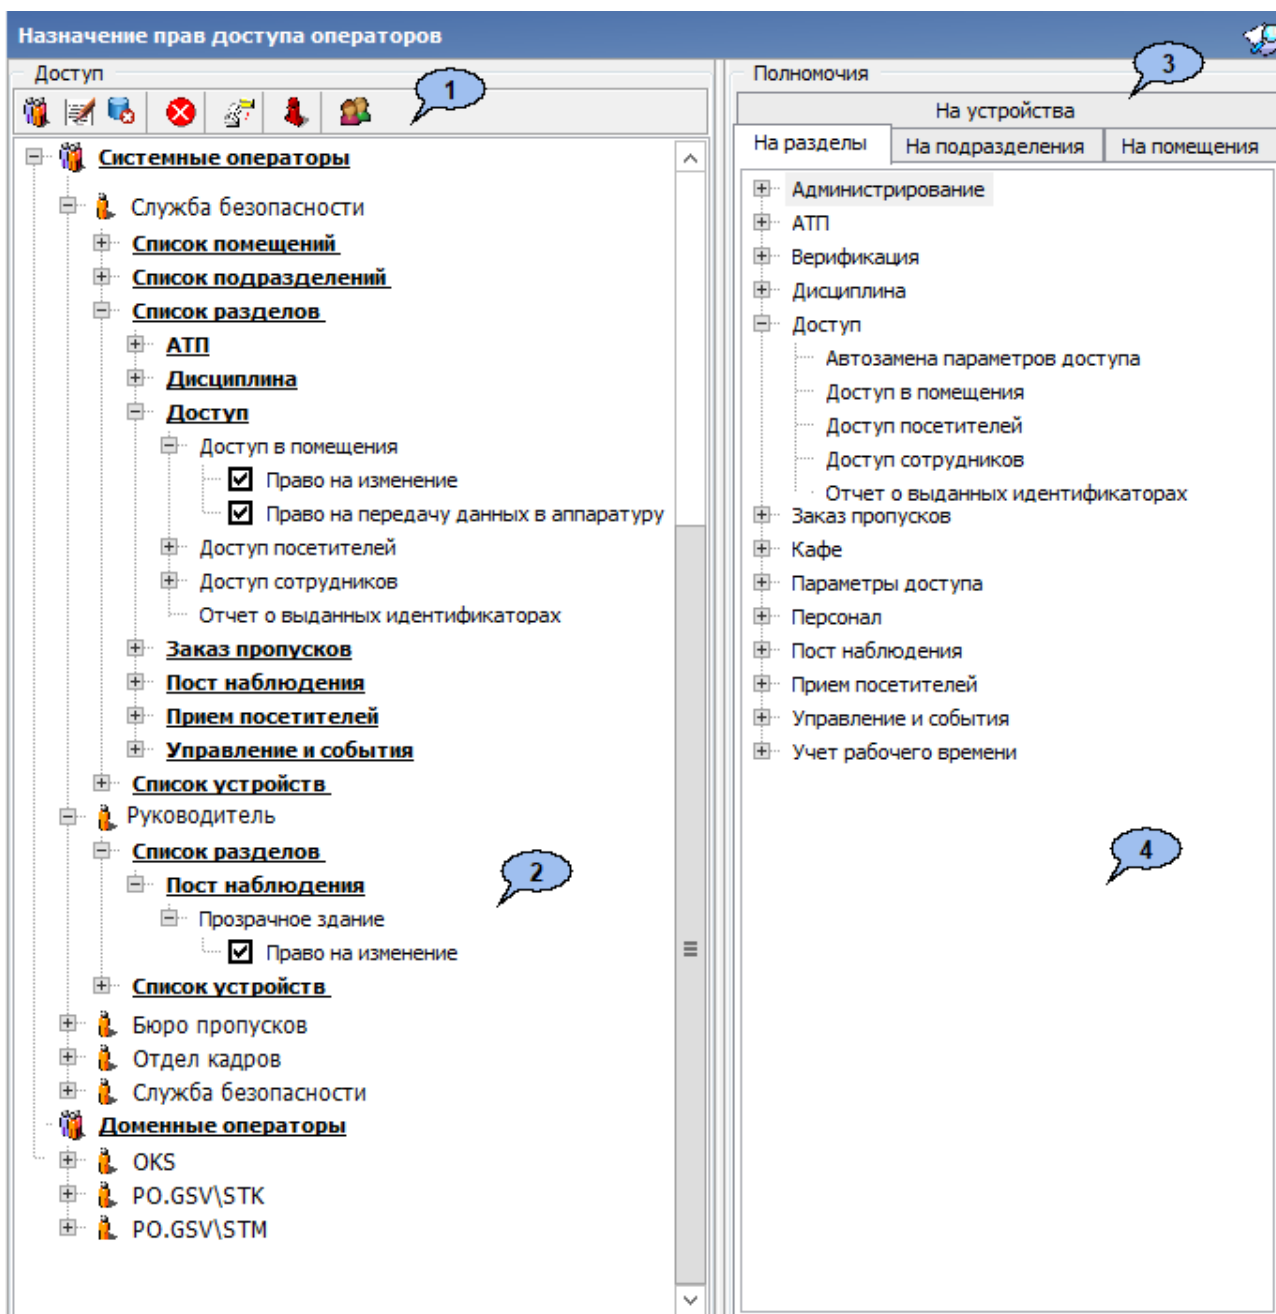 Назначение прав доступа операторов
Доступ
1
Системные операторы
Служба безопасности
Список помещений
Список подразделений
Список разделов
АТП
Дисциплина
Доступ
Доступ в помещения
Право на изменение
Право на передачу данных в аппаратуру
Доступ посетителей
Доступ сотрудников
Отчет о выданных идентификаторах
Заказ пропусков
Пост наблюдения
Прием посетителей
Управление и события
Список устройств
Руководитель
Список разделов
2
Пост наблюдения
Прозрачное здание
Право на изменение
Список устройств
Бюро пропусков
Отдел кадров
Служба безопасности
Доменные операторы
OKS
PO.GSV\STK
PO.GSV\STM
Полномочия
3
На устройства
На разделы
На подразделения
На помещения
Администрирование
АТП
Верификация
Дисциплина
Доступ
Автозамена параметров доступа
Доступ в помещения
Доступ посетителей
Доступ сотрудников
Отчет о выданных идентификаторах
Заказ пропусков
Кафе
Параметры доступа
Персонал
Пост наблюдения
Прием посетителей
Управление и события
Учет рабочего времени
4